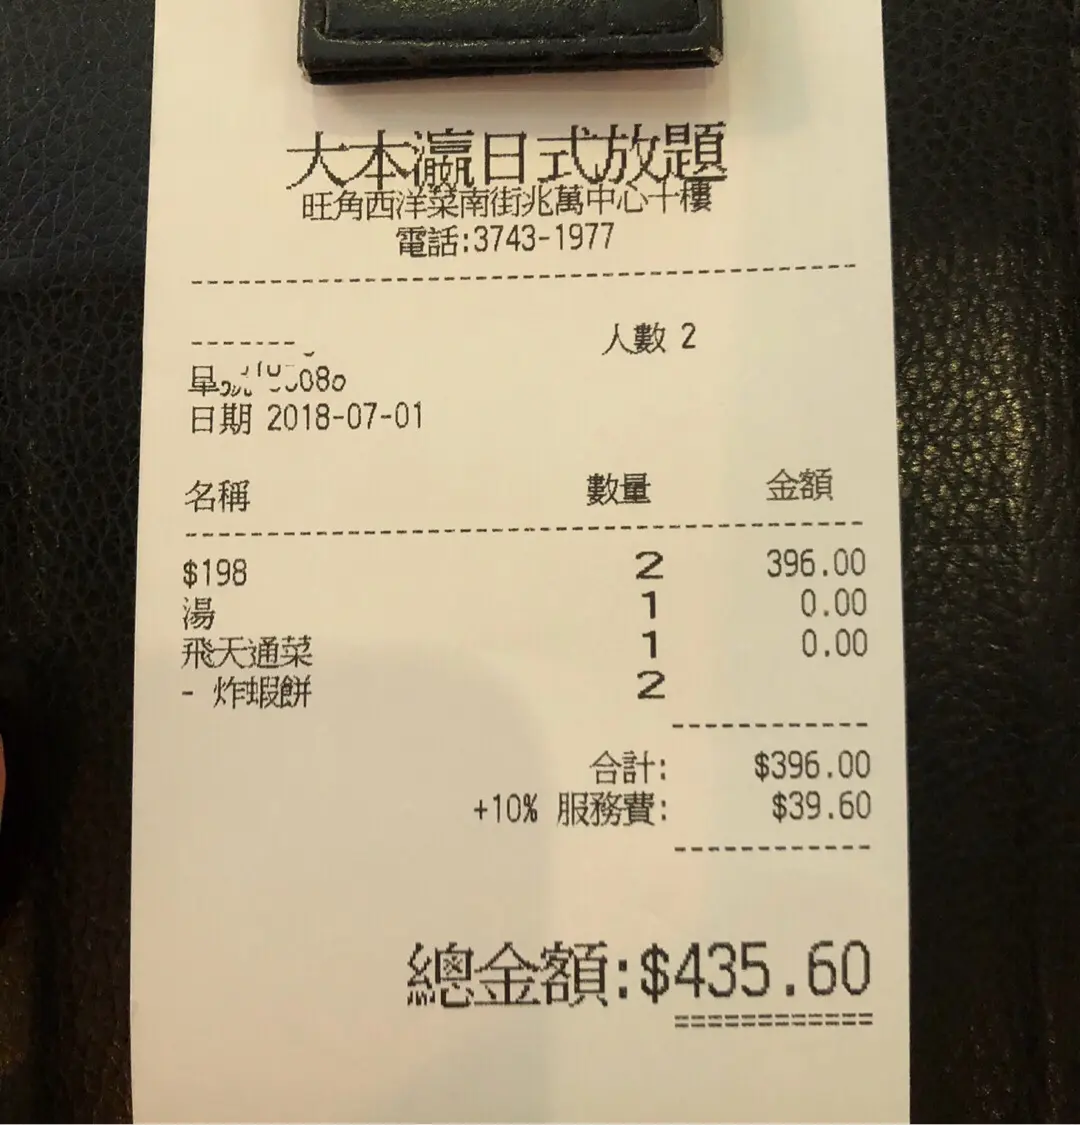 大本瀛日式放題
旺角西洋菜南街兆萬中心十樓
電話:3743-1977
人數 2
日期 2018-07-01
名稱 數量 金額
$198 2 396.00
湯 1 0.00
飛天通菜 1 0.00
- 炸蝦餅 2
合計: $396.00
+10% 服務費: $39.60
總金額:$435.60